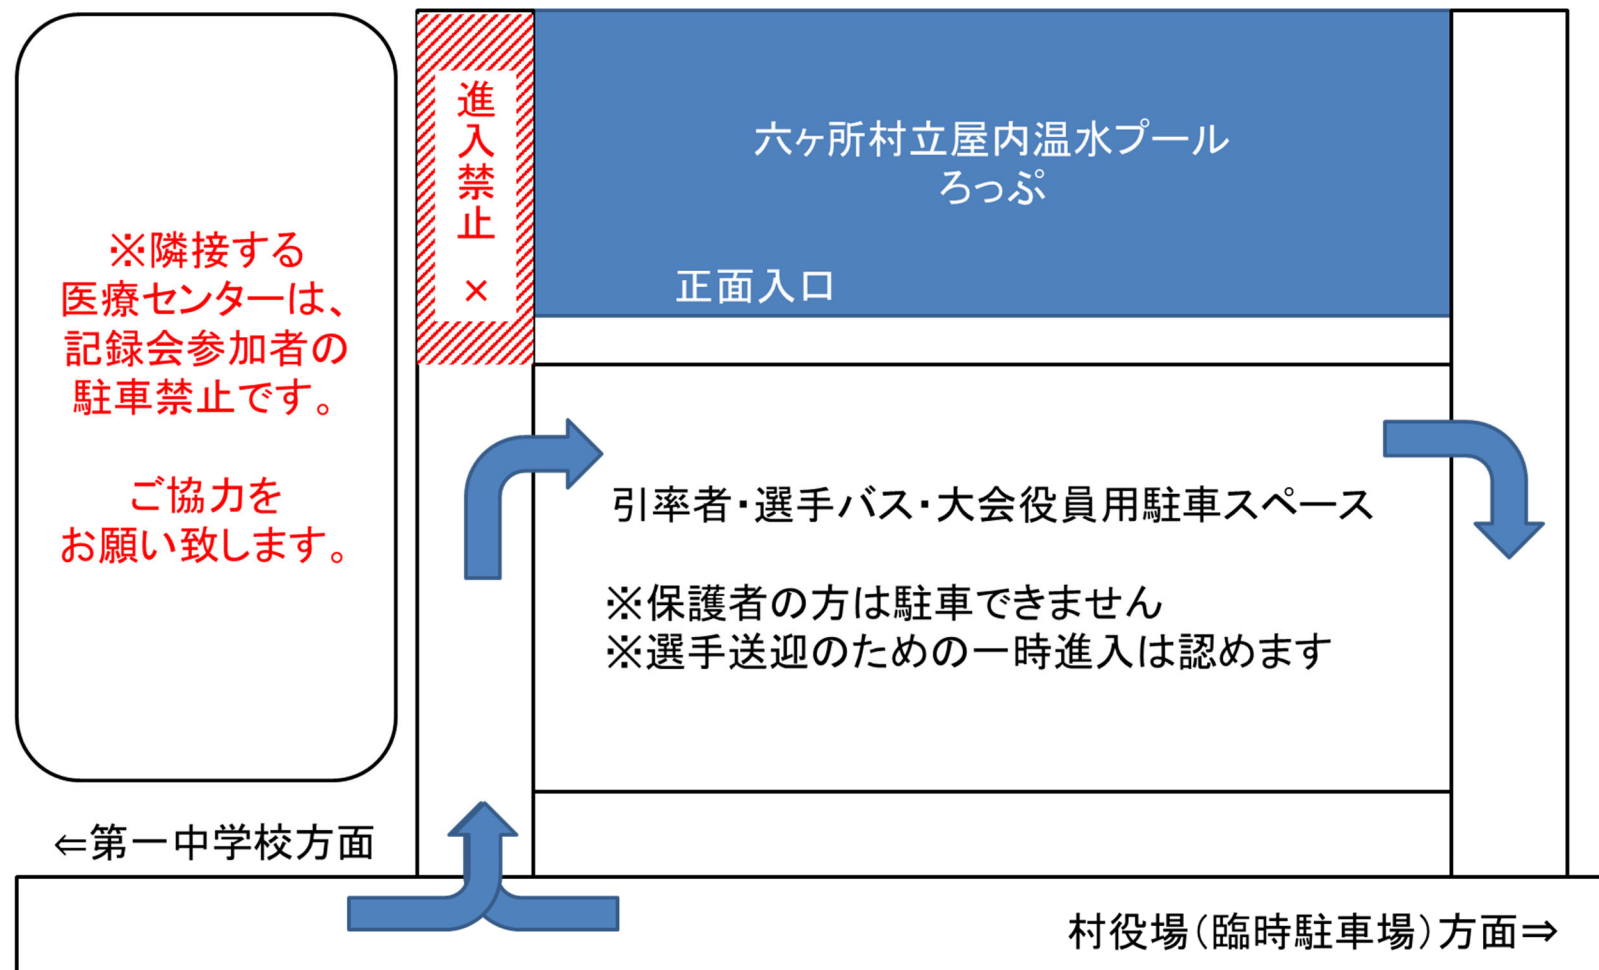 進入禁止
×
六ヶ所村立屋内温水プール
ろっぷ
正面入口
※隣接する
医療センターは、
記録会参加者の
駐車禁止です。
ご協力を
お願い致します。
引率者・選手バス・大会役員用駐車スペース
※保護者の方は駐車できません
※選手送迎のための一時進入は認めます
⇐第一中学校方面
村役場(臨時駐車場)方面⇒